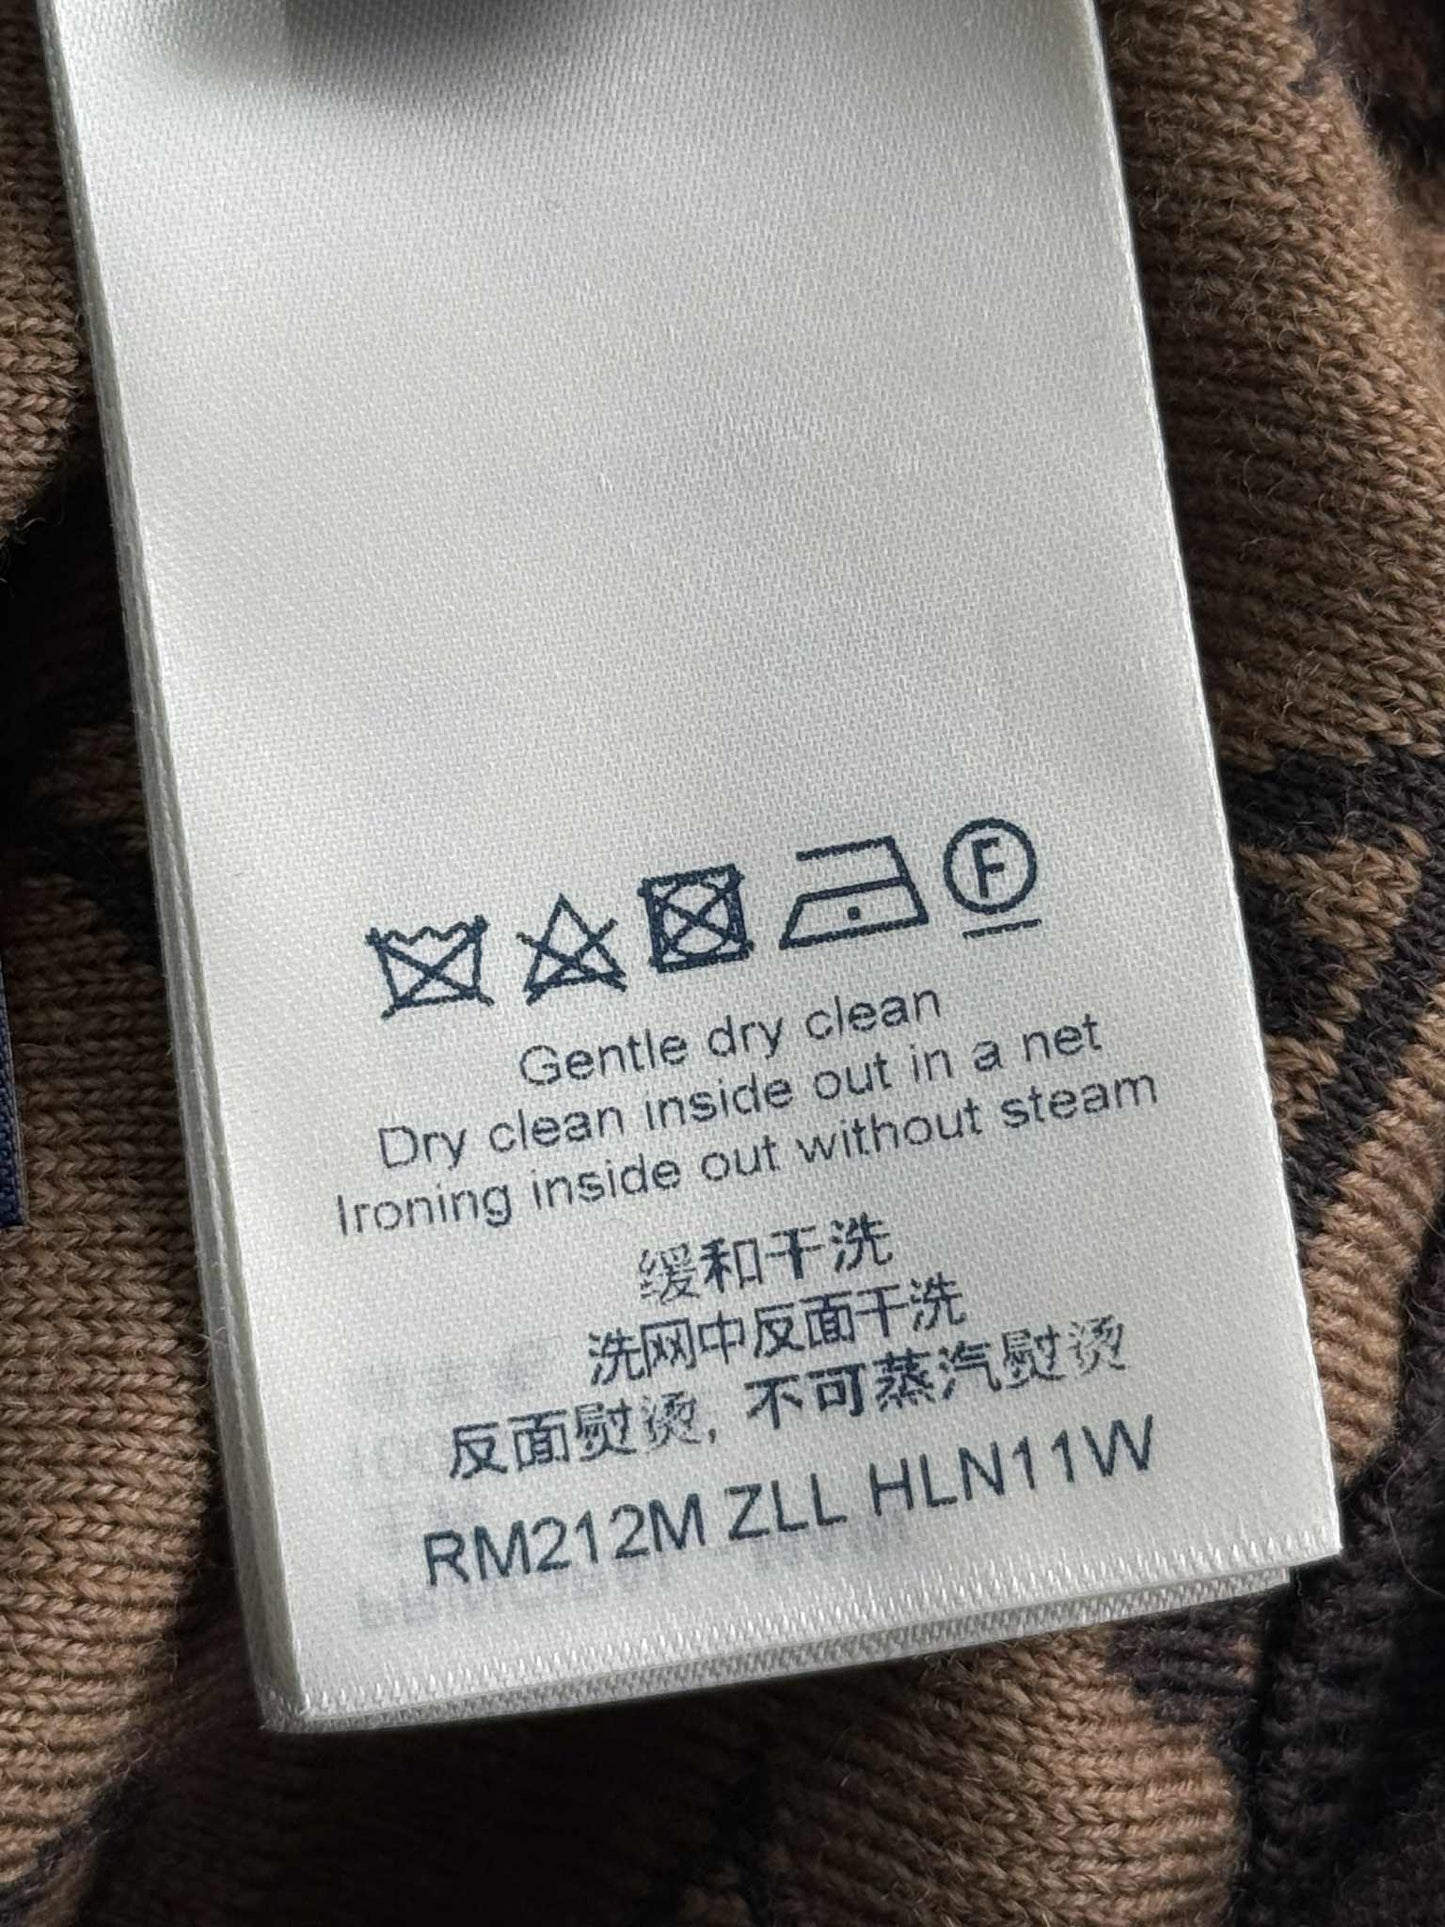 F
Gentle dry clean
Dry clean inside out in a net
Ironing inside out without steam
缓和干洗
洗网中反面干洗
反面熨烫, 不可蒸汽熨烫
RM212M ZLL HLN11W